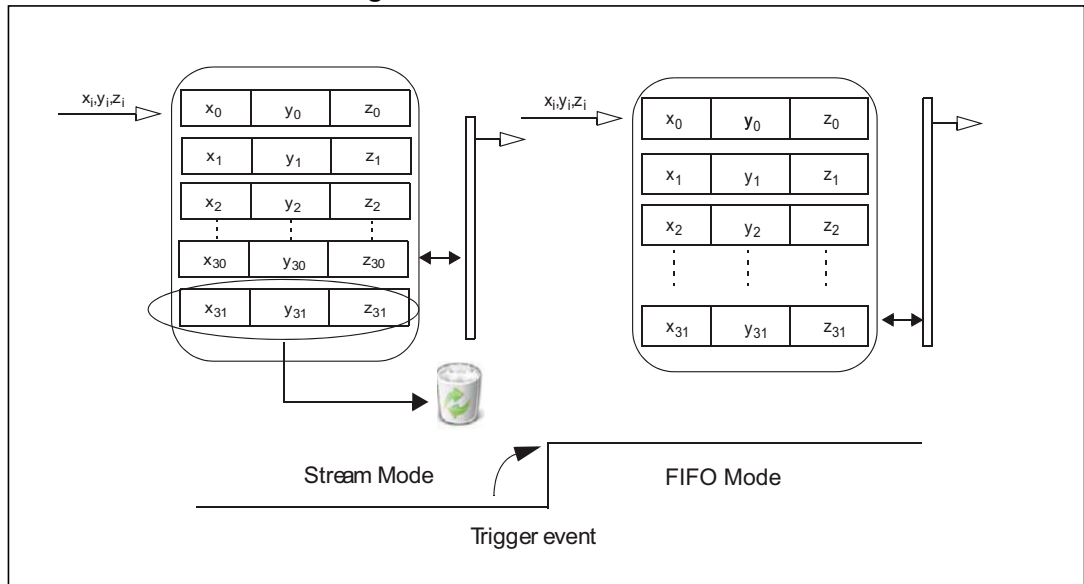 xi,yi,zi
x0 y0 z0
x1 y1 z1
x2 y2 z2
x30 y30 z30
x31 y31 z31
xi,yi,zi
x0 y0 z0
x1 y1 z1
x2 y2 z2
x31 y31 z31
Stream Mode
FIFO Mode
Trigger event